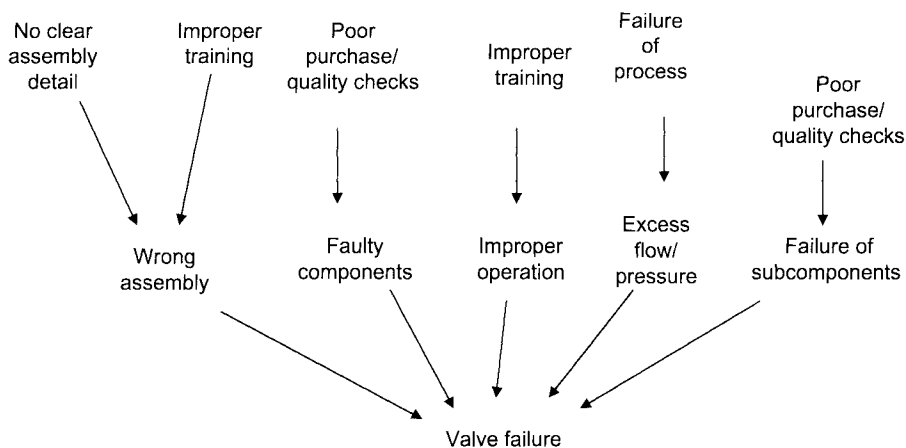 No clear
assembly
detail
Improper
training
Poor
purchase/
quality checks
Improper
training
Failure
of
process
Poor
purchase/
quality checks
Wrong
assembly
Faulty
components
Improper
operation
Excess
flow/
pressure
Failure of
subcomponents
Valve failure